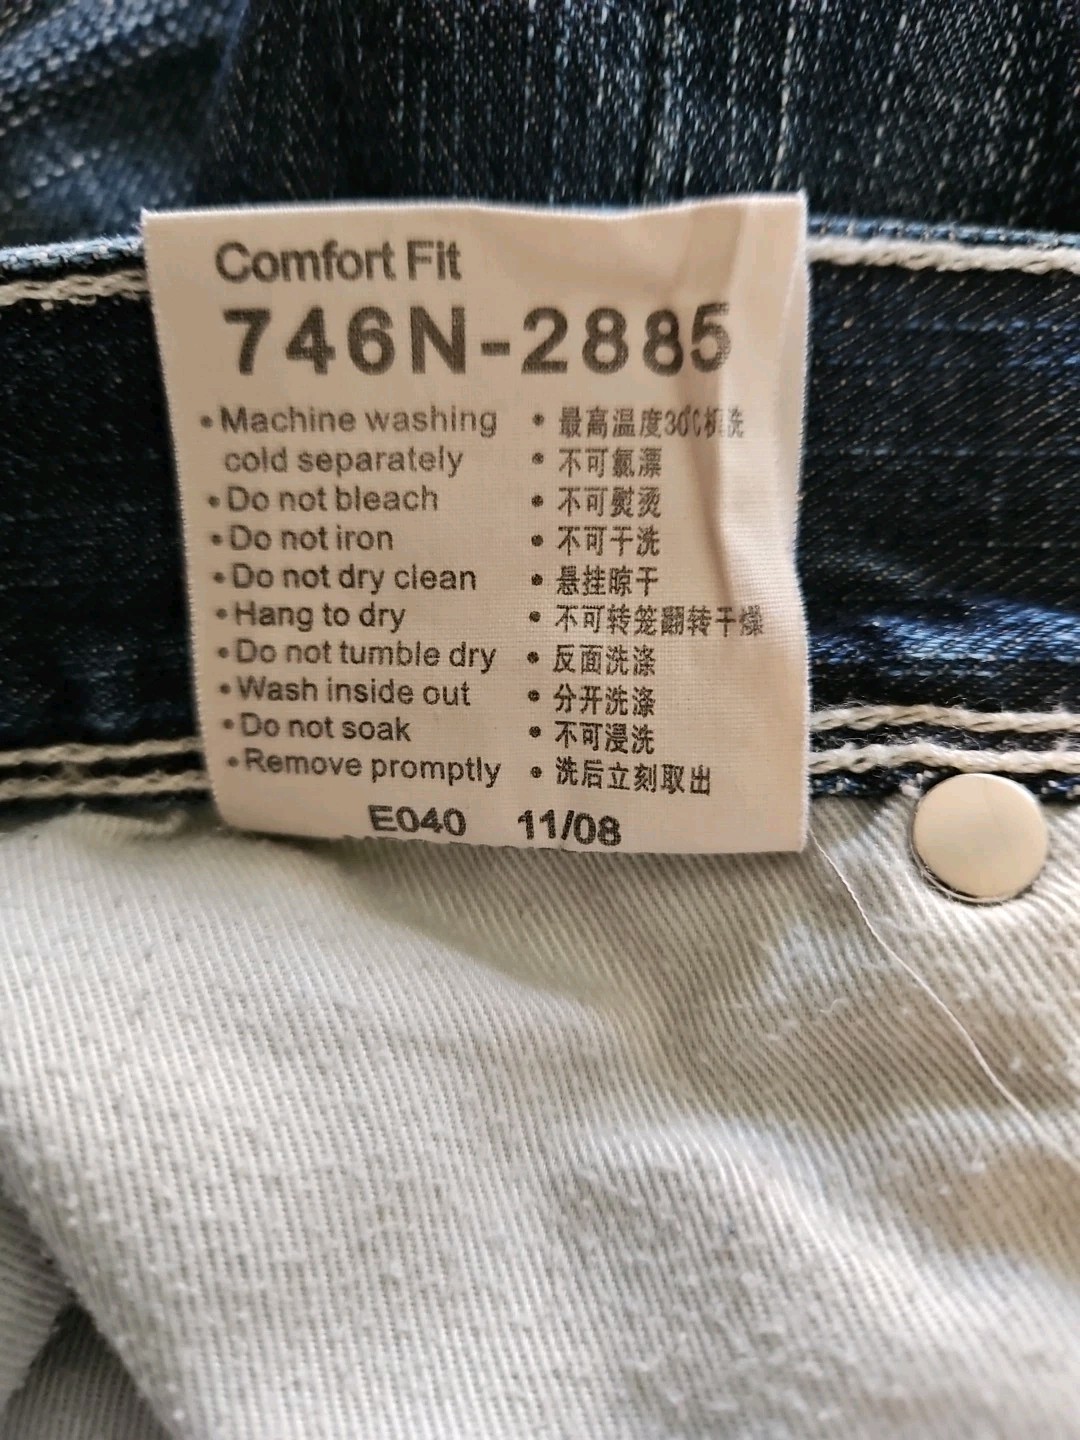 Comfort Fit
746N-2885
• Machine washing
cold separately
• Do not bleach
• Do not iron
• Do not dry clean
• Hang to dry
• Do not tumble dry
• Wash inside out
• Do not soak
• Remove promptly
• 最高温度30℃机洗
• 不可氯漂
• 不可熨烫
• 不可干洗
• 悬挂晾干
• 不可转笼翻转干燥
• 反面洗涤
• 分开洗涤
• 不可浸洗
• 洗后立刻取出
E040 11/08